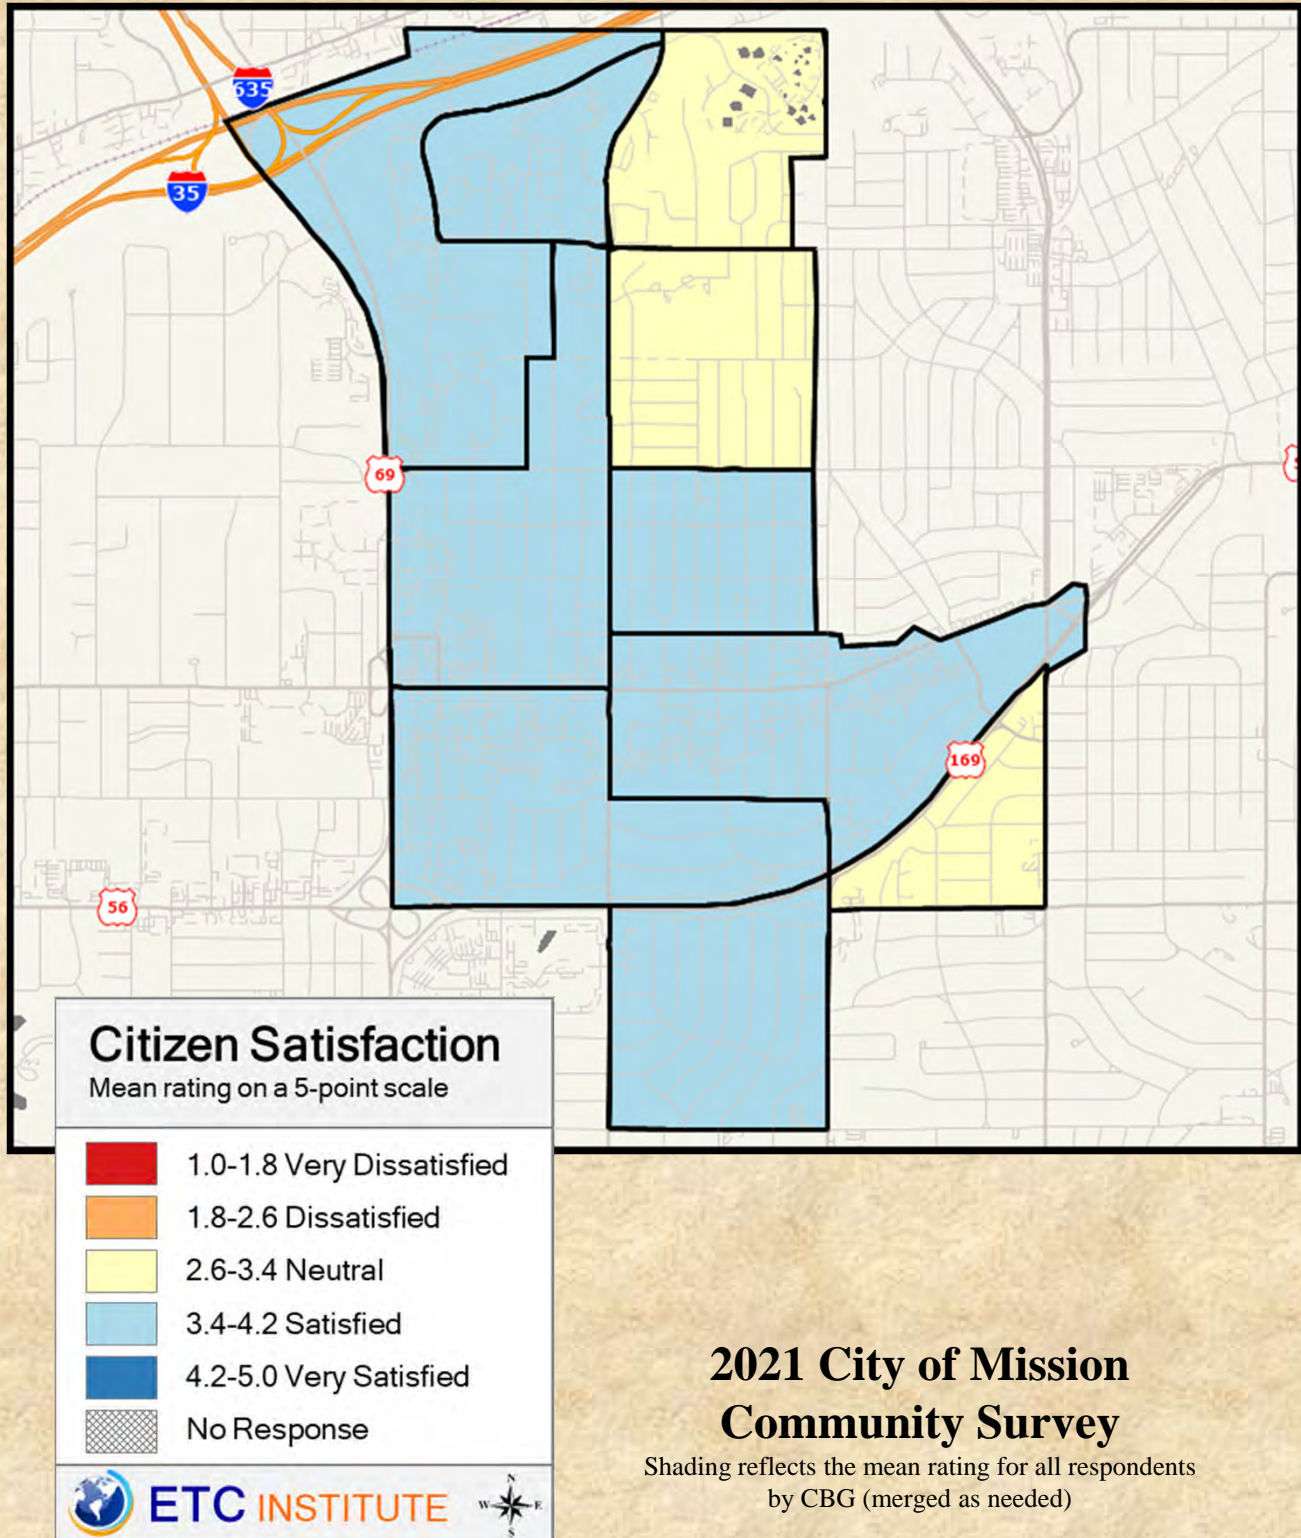 635
35
69
169
56
Citizen Satisfaction
Mean rating on a 5-point scale
1.0-1.8 Very Dissatisfied
1.8-2.6 Dissatisfied
2.6-3.4 Neutral
3.4-4.2 Satisfied
4.2-5.0 Very Satisfied
No Response
ETC INSTITUTE
N
W E
S
2021 City of Mission
Community Survey
Shading reflects the mean rating for all respondents
by CBG (merged as needed)